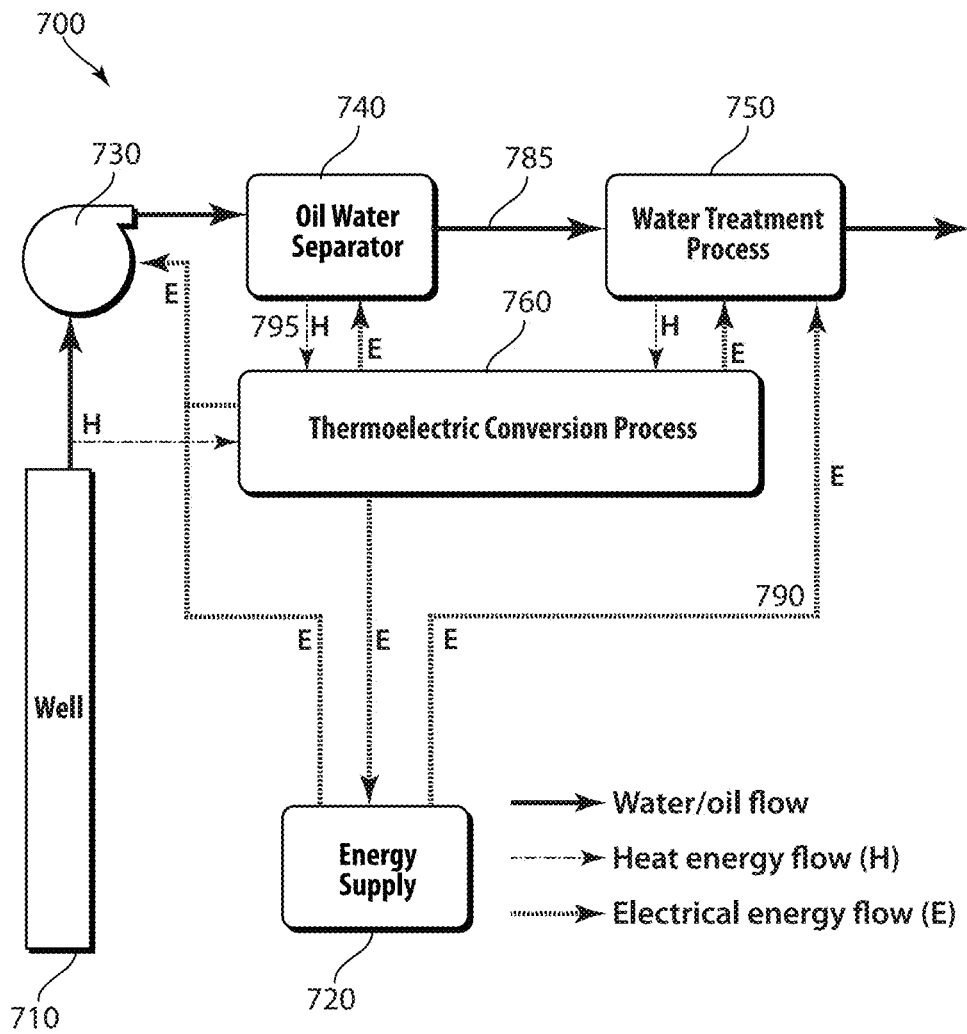 700
730
740
785
750
Oil Water
Separator
Water Treatment
Process
E
795 H
E
760
H
E
Thermoelectric Conversion Process
H
E
790
E
E
E
Well
Energy
Supply
Water/oil flow
Heat energy flow (H)
Electrical energy flow (E)
710
720